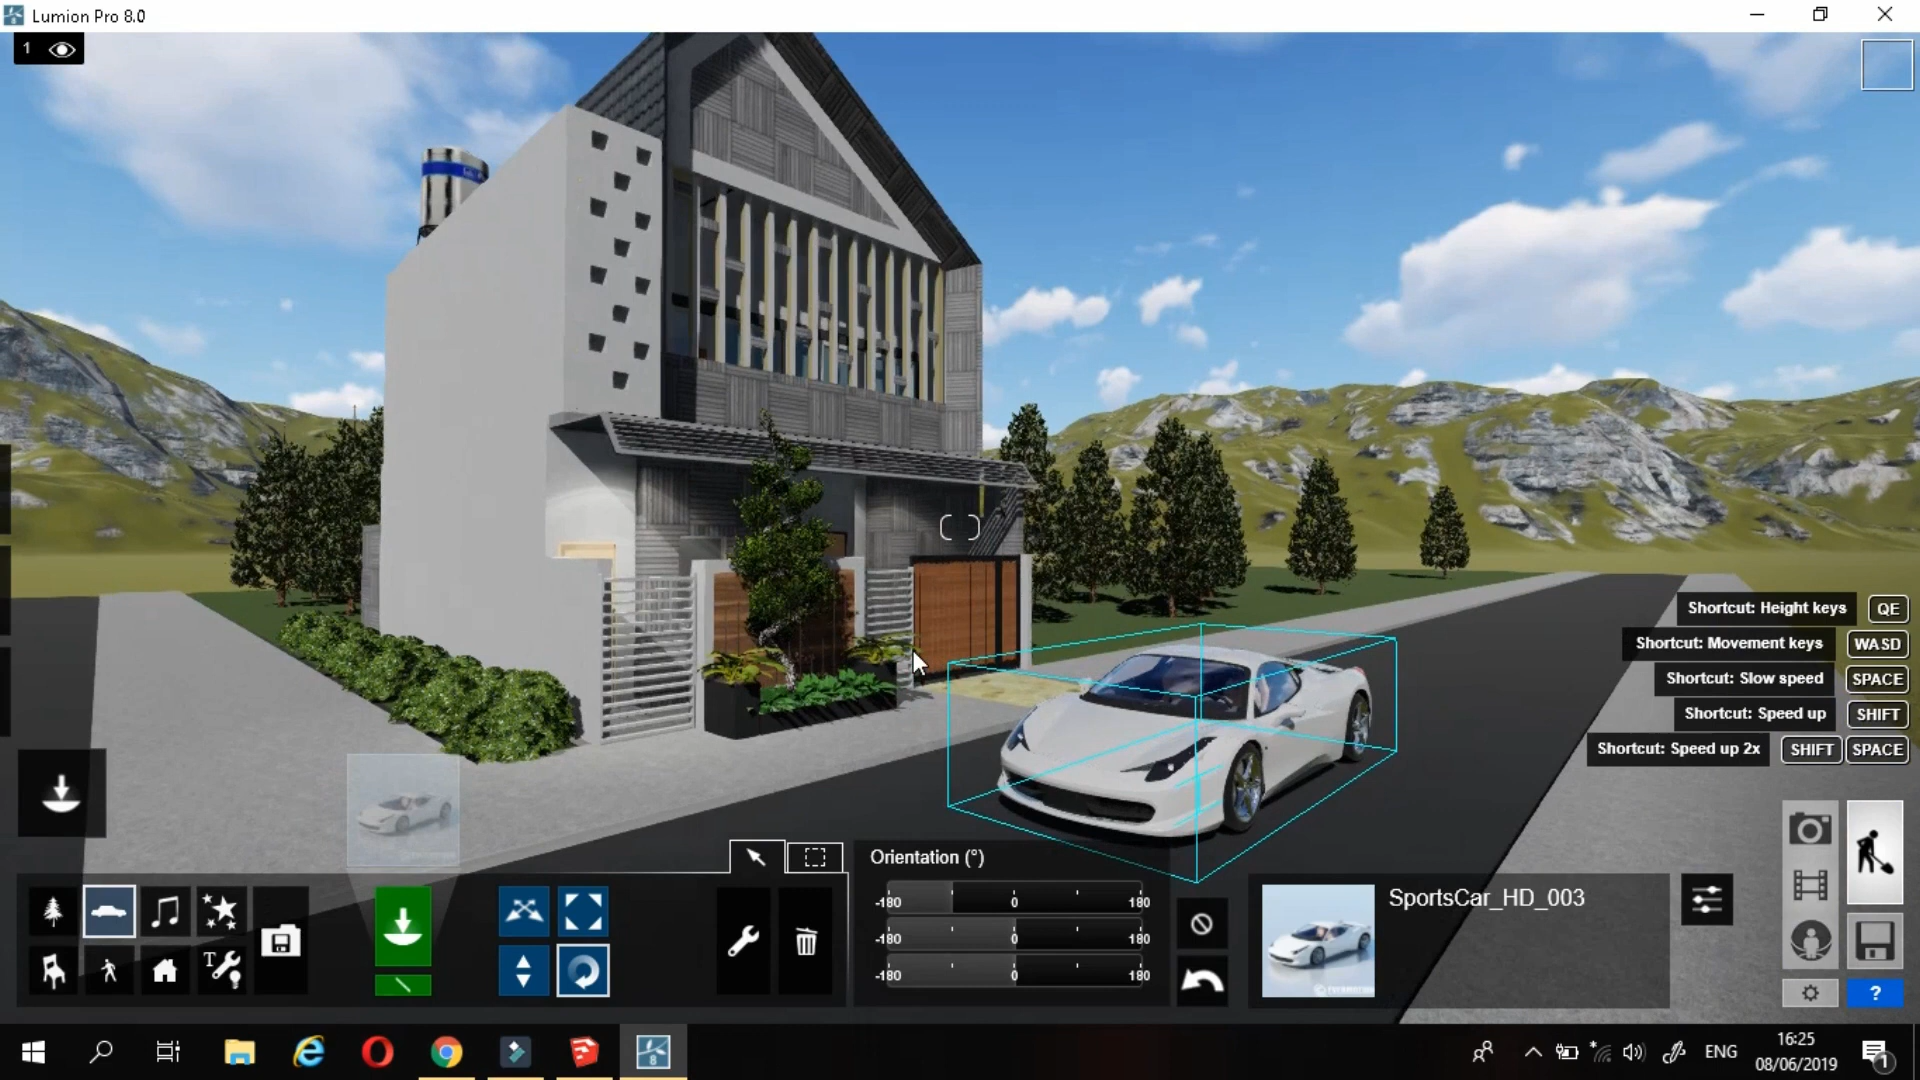 Lumion Pro 8.0
1
Shortcut: Height keys QE
Shortcut: Movement keys WASD
Shortcut: Slow speed SPACE
Shortcut: Speed up SHIFT
Shortcut: Speed up 2x SHIFT SPACE
Orientation (°)
-180 0 180
-180 0 180
-180 0 180
SportsCar_HD_003
T
?
8
ENG
16:25
08/06/2019
1